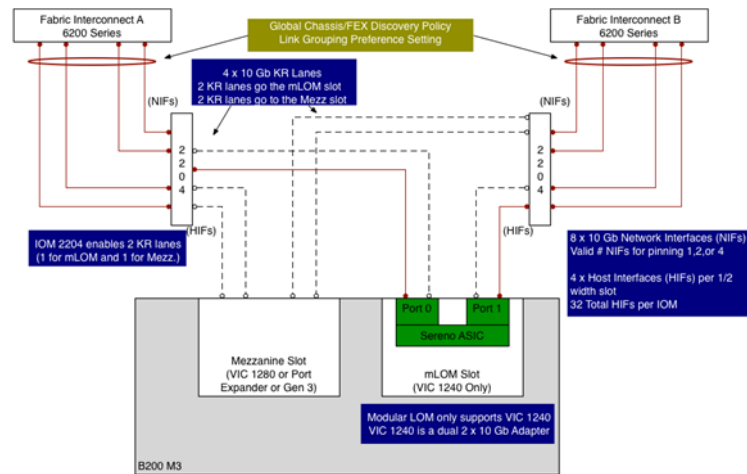 Fabric Interconnect A
6200 Series
Global Chassis/FEX Discovery Policy
Link Grouping Preference Setting
Fabric Interconnect B
6200 Series
4 x 10 Gb KR Lanes
2 KR lanes go the mLOM slot
2 KR lanes go to the Mezz slot
(NIFs)
(NIFs)
2
2
0
4
2
2
0
4
(HIFs)
(HIFs)
IOM 2204 enables 2 KR lanes
(1 for mLOM and 1 for Mezz.)
8 x 10 Gb Network Interfaces (NIFs)
Valid # NIFs for pinning 1,2,or 4
4 x Host Interfaces (HIFs) per 1/2
width slot
32 Total HIFs per IOM
Port 0
Port 1
Sereno ASIC
Mezzanine Slot
(VIC 1280 or Port
Expander or Gen 3)
mLOM Slot
(VIC 1240 Only)
Modular LOM only supports VIC 1240
VIC 1240 is a dual 2 x 10 Gb Adapter
B200 M3